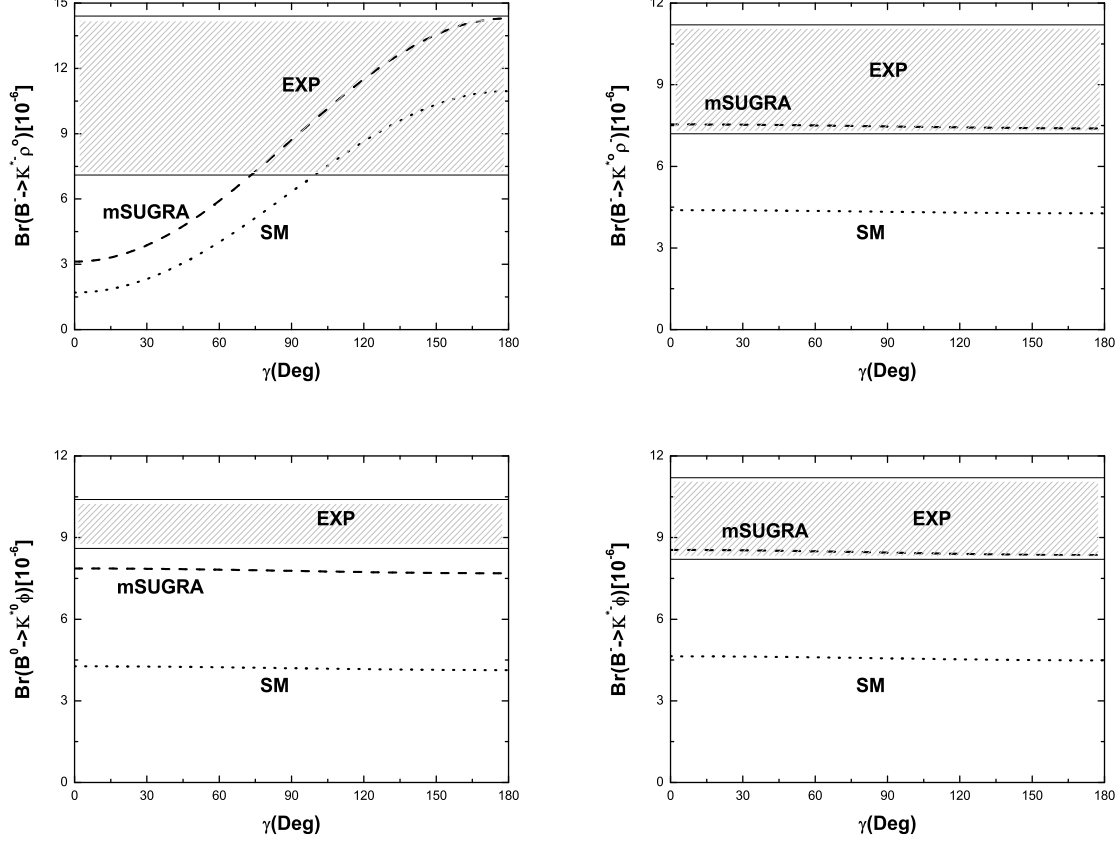 15
12
9
6
3
0
Br(B⁻->K*⁻ρ⁰)[10⁻⁶]
EXP
mSUGRA
SM
0 30 60 90 120 150 180
γ(Deg)
12
9
6
3
0
Br(B⁻->K*⁰ρ⁻)[10⁻⁶]
EXP
mSUGRA
SM
0 30 60 90 120 150 180
γ(Deg)
12
9
6
3
0
Br(B⁰->K*⁰ϕ)[10⁻⁶]
EXP
mSUGRA
SM
0 30 60 90 120 150 180
γ(Deg)
12
9
6
3
0
Br(B⁻->K*⁻ϕ)[10⁻⁶]
EXP
mSUGRA
SM
0 30 60 90 120 150 180
γ(Deg)